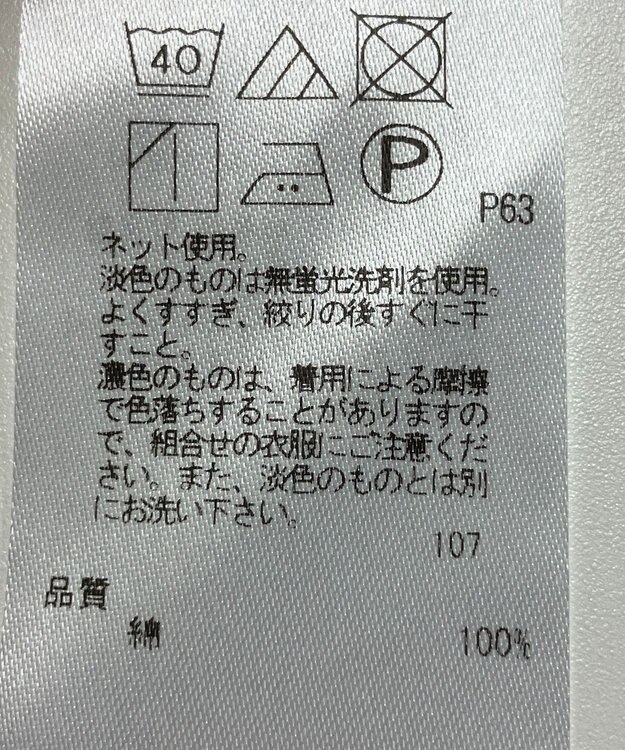 40
P
P63
ネット使用。
淡色のものは無蛍光洗剤を使用。
よくすすぎ、絞りの後すぐに干
すこと。
濃色のものは、着用による摩擦
で色落ちすることがありますの
で、組合せの衣服にご注意くだ
さい。また、淡色のものとは別
にお洗い下さい。
107
品質
綿 100%